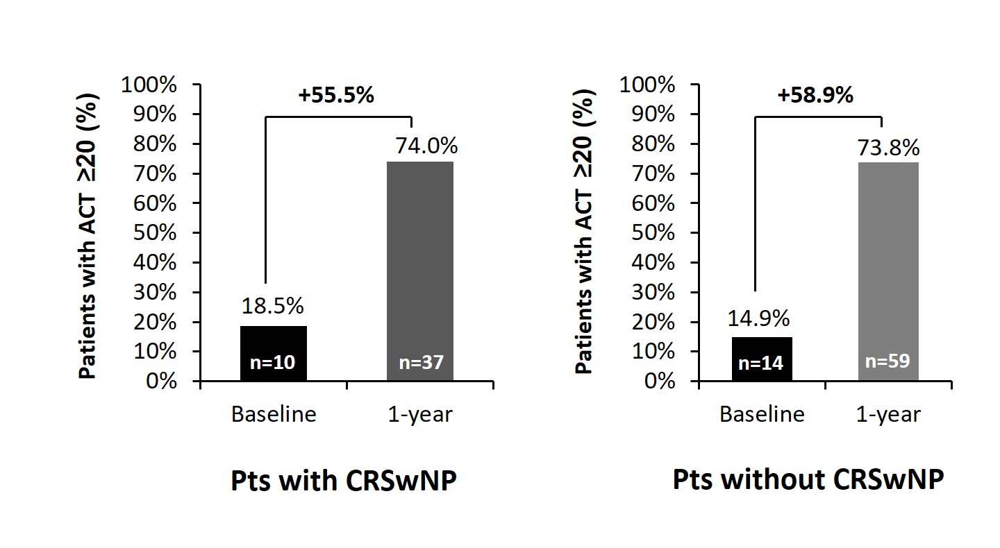 Patients with ACT ≥20 (%)
100%
90%
80%
70%
60%
50%
40%
30%
20%
10%
0%
+55.5%
18.5%
74.0%
n=10
n=37
Baseline
1-year
Pts with CRSwNP
Patients with ACT ≥20 (%)
100%
90%
80%
70%
60%
50%
40%
30%
20%
10%
0%
+58.9%
14.9%
73.8%
n=14
n=59
Baseline
1-year
Pts without CRSwNP